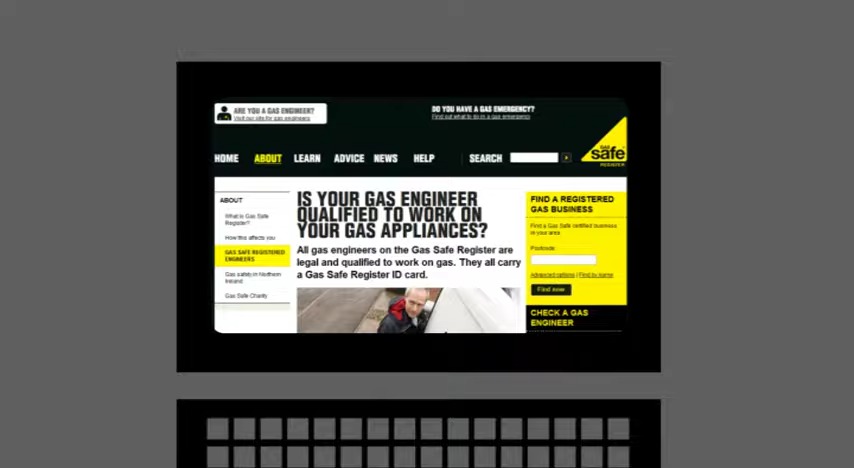 ARE YOU A GAS ENGINEER?
Visit our site for gas engineers
DO YOU HAVE A GAS EMERGENCY?
Find out what to do in a gas emergency
HOME ABOUT LEARN ADVICE NEWS HELP SEARCH
GAS
safe
REGISTER
ABOUT
What is Gas Safe
Register?
How this affects you
GAS SAFE REGISTERED
ENGINEERS
Gas safety in Northern
Ireland
Gas Safe Charity
IS YOUR GAS ENGINEER
QUALIFIED TO WORK ON
YOUR GAS APPLIANCES?
All gas engineers on the Gas Safe Register are
legal and qualified to work on gas. They all carry
a Gas Safe Register ID card.
FIND A REGISTERED
GAS BUSINESS
Find a Gas Safe certified business
in your area
Postcode
Advanced options | Find by name
Find now
CHECK A GAS
ENGINEER